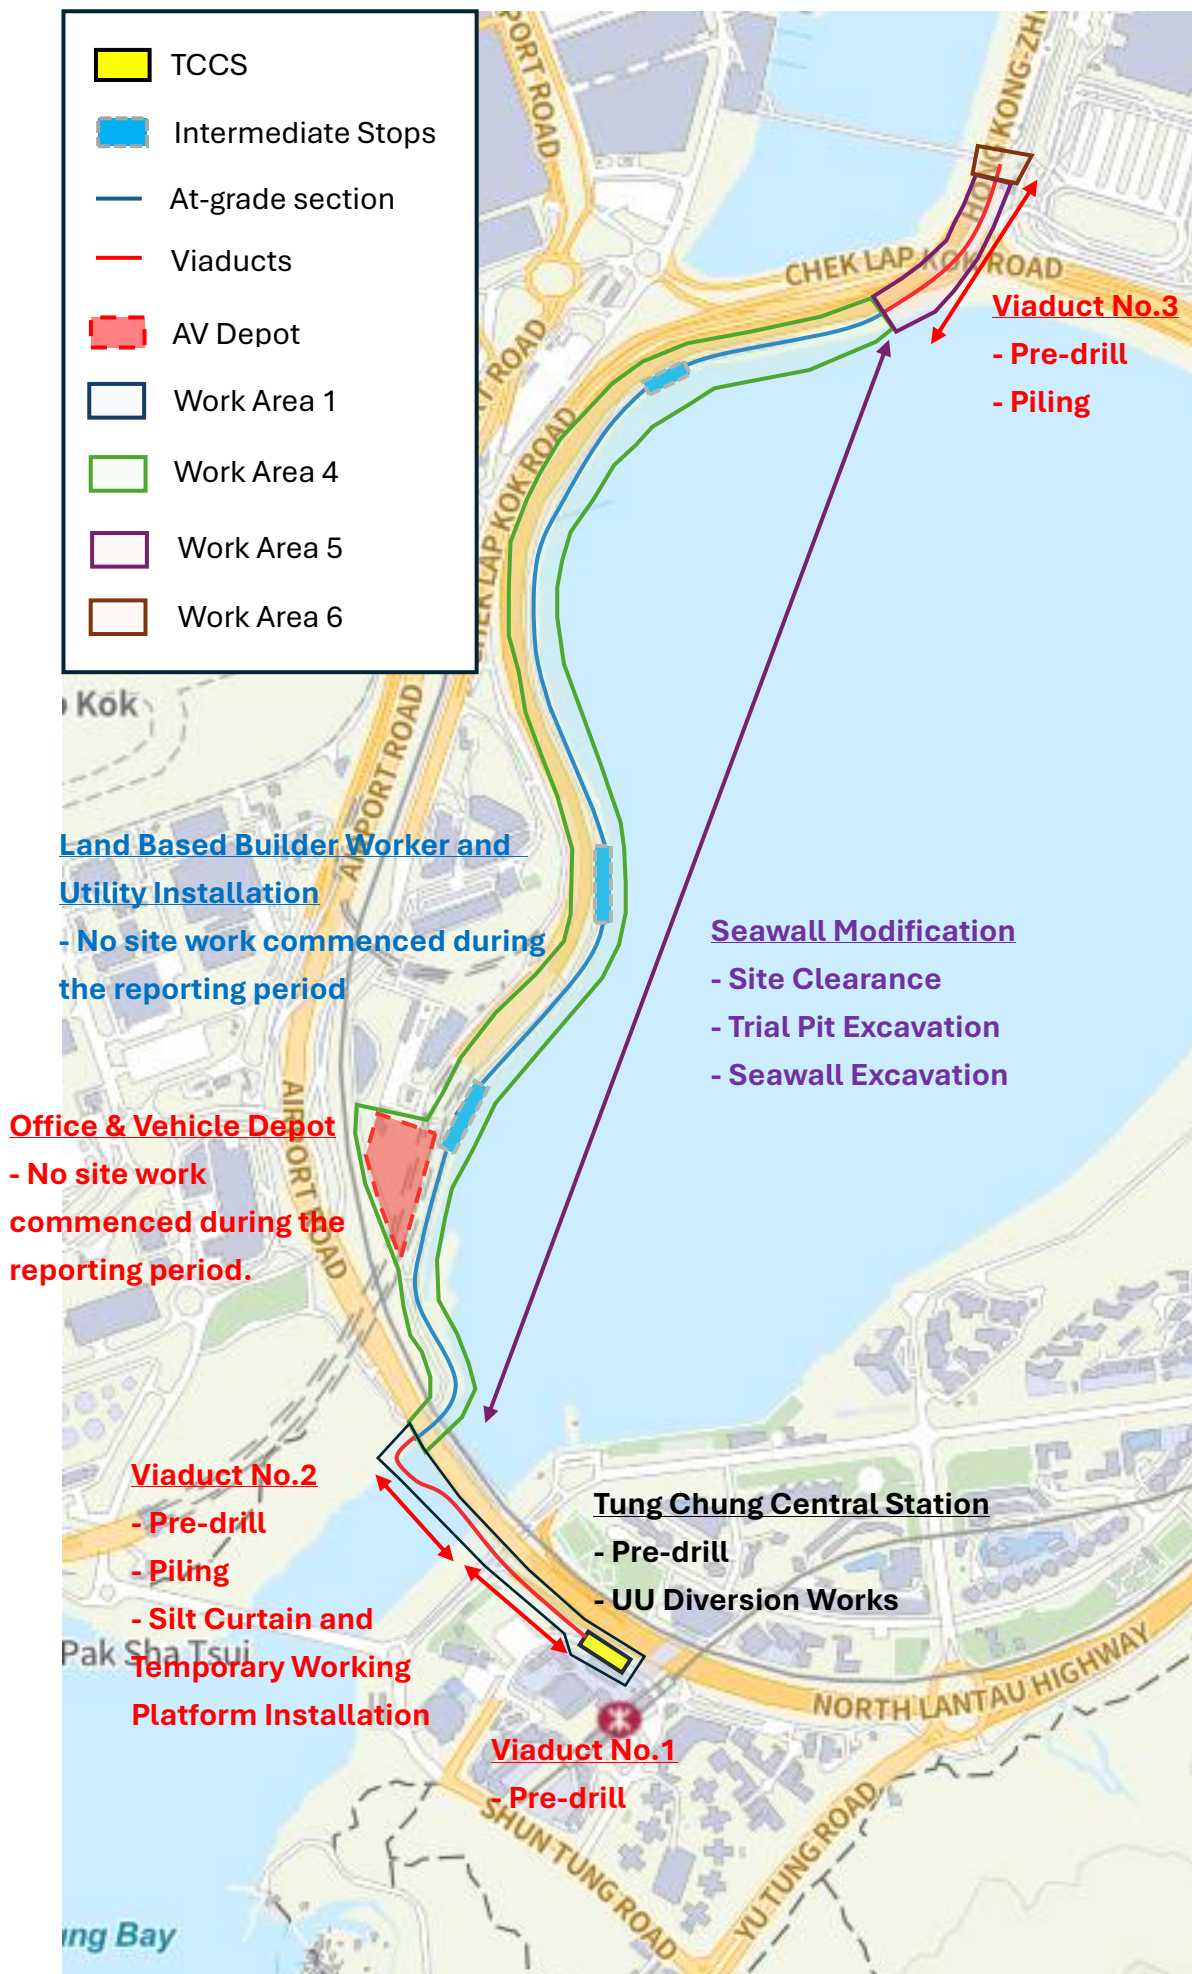 TCCS
Intermediate Stops
At-grade section
Viaducts
AV Depot
Work Area 1
Work Area 4
Work Area 5
Work Area 6
PORT ROAD
HONG KONG-ZH
CHEK LAP KOK ROAD
Viaduct No.3
- Pre-drill
- Piling
ROAD
CHEK LAP KOK ROAD
Kok
AIRPORT ROAD
Land Based Builder Worker and
Utility Installation
- No site work commenced during
the reporting period
Seawall Modification
- Site Clearance
- Trial Pit Excavation
- Seawall Excavation
AIRPORT ROAD
Office & Vehicle Depot
- No site work
commenced during the
reporting period.
Viaduct No.2
- Pre-drill
- Piling
- Silt Curtain and
Temporary Working
Platform Installation
Pak Sha Tsui
Tung Chung Central Station
- Pre-drill
- UU Diversion Works
NORTH LANTAU HIGHWAY
Viaduct No.1
- Pre-drill
SHUN TUNG ROAD
YU TUNG ROAD
ung Bay